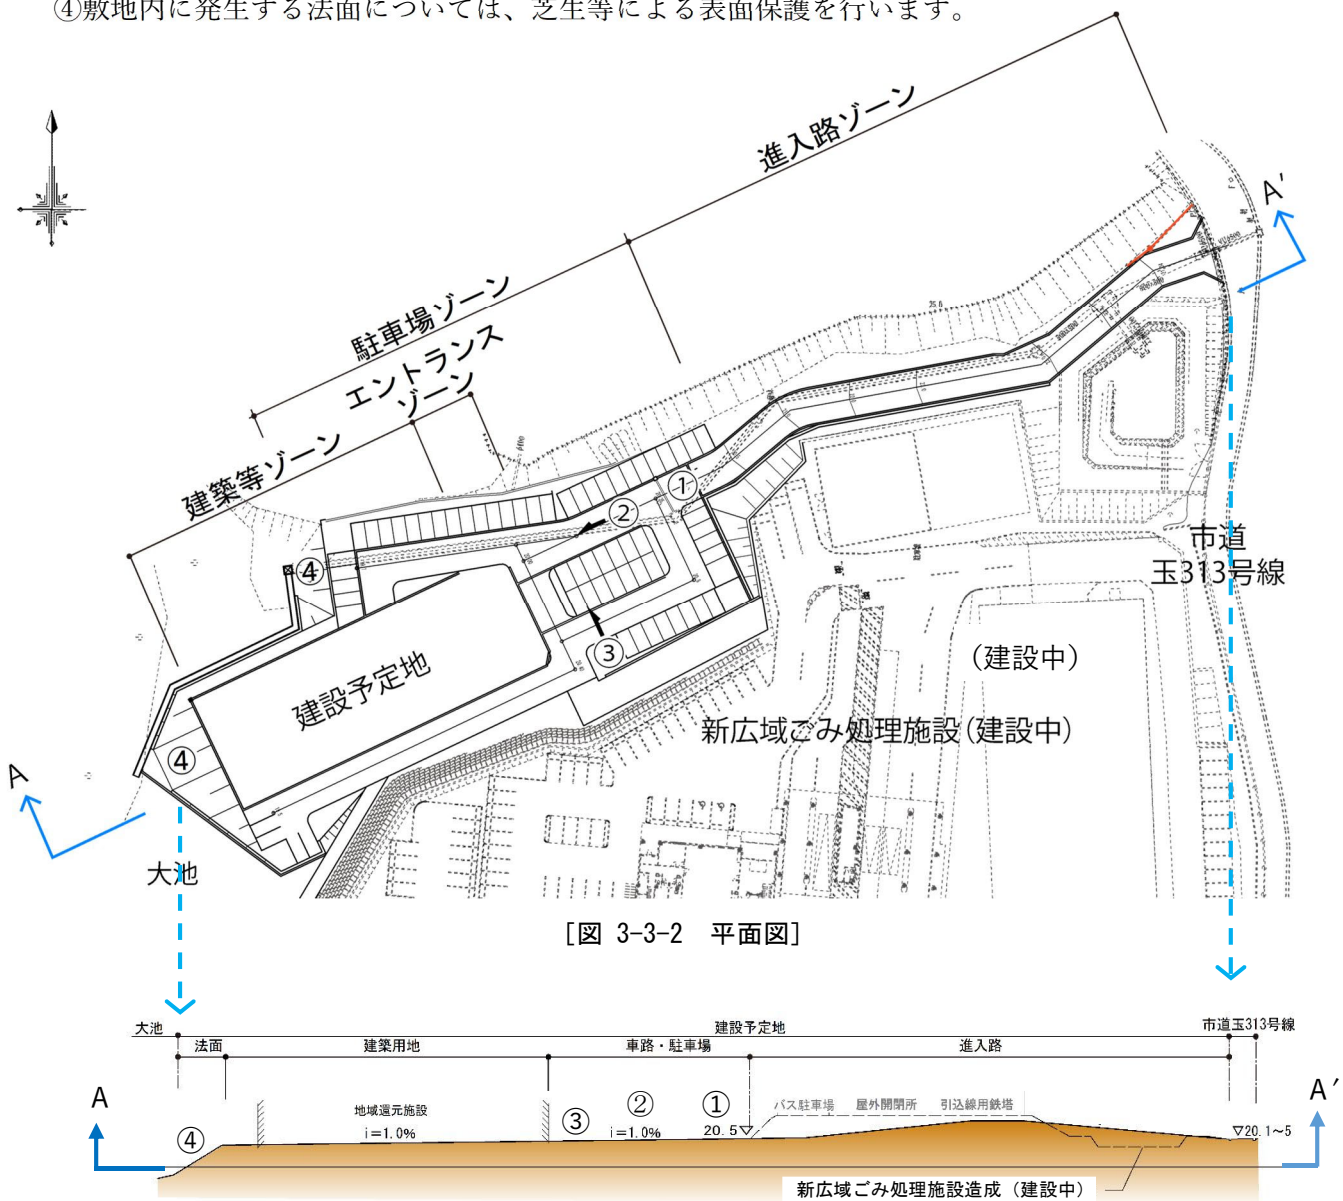 ④敷地内に発生する法面については、芝生等による表面保護を行います。
進入路ゾーン
A'
駐車場ゾーン
エントランス
ゾーン
建築等ゾーン
①
②
④
③
市道
玉313号線
建設予定地
(建設中)
新広域ごみ処理施設(建設中)
④
A
大池
[図 3-3-2 平面図]
大池
建設予定地
市道玉313号線
法面
建築用地
車路・駐車場
進入路
A
A'
地域還元施設
バス駐車場
屋外開閉所
引込線用鉄塔
④
i=1.0%
③
②
i=1.0%
①
20.5▽
▽20.1~5
新広域ごみ処理施設造成(建設中)